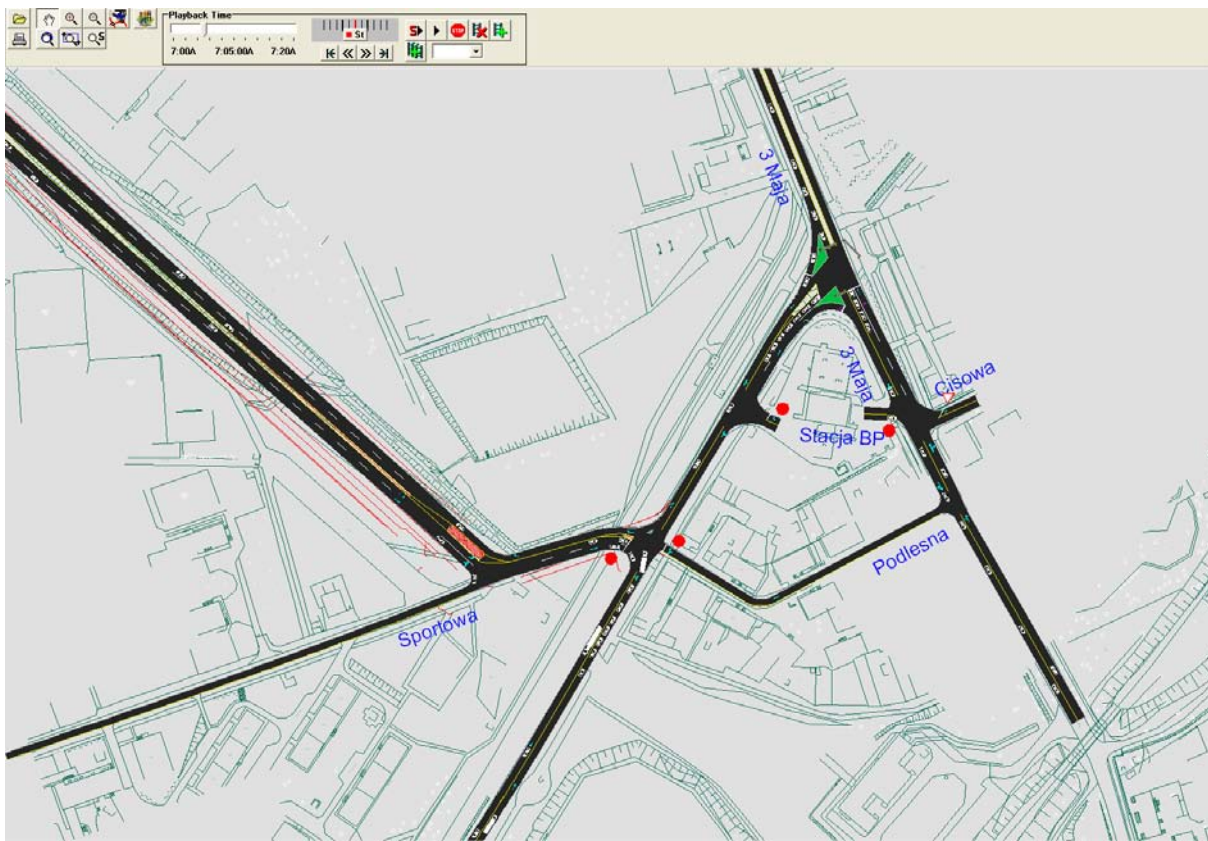 Playback Time
St
S
STOP
S
7:00A 7:05:00A 7:20A
3 Maja
3 Maja
Cisowa
Stacja BP
Podlesna
Sportowa